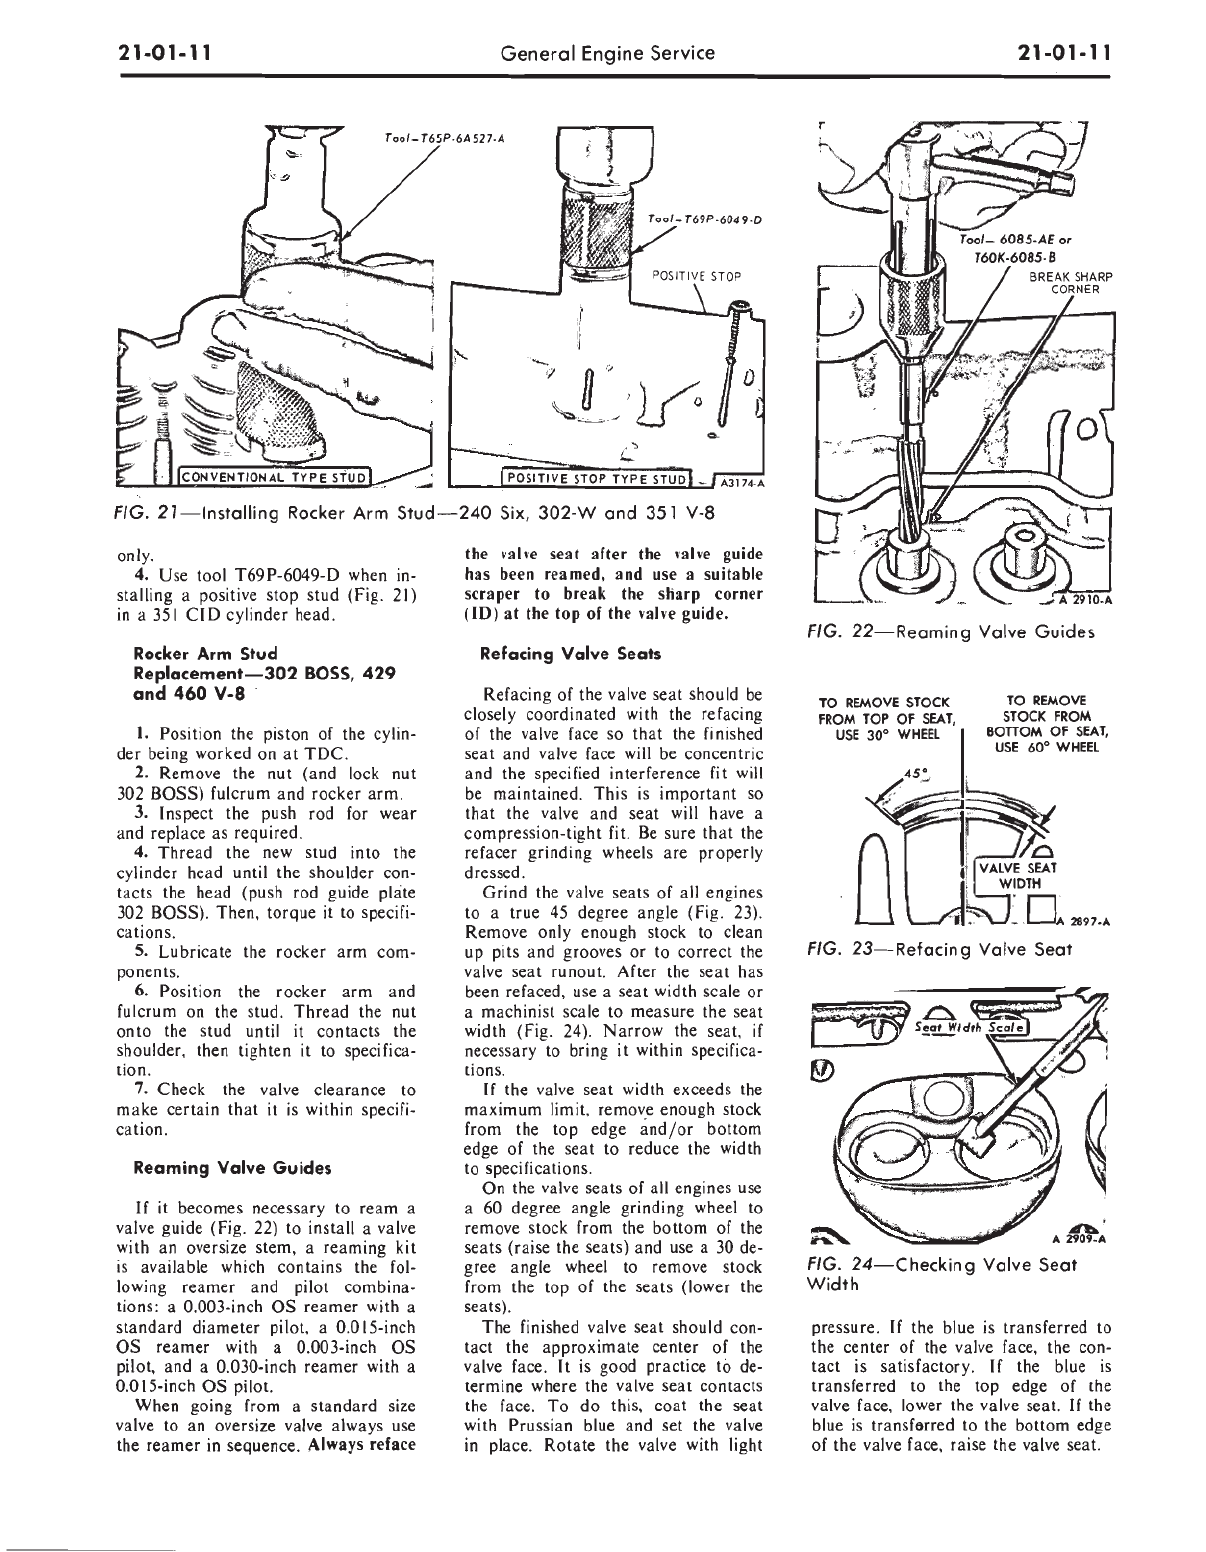 21-01-11
General Engine Service
21-01-11
Tool-T65P-6A527-A
Tool-T69P-6049-D
POSITIVE STOP
CONVENTIONAL TYPE STUD
POSITIVE STOP TYPE STUD
A3174-A
FIG. 21—Installing Rocker Arm Stud—240 Six, 302-W and 351 V-8
only.
4. Use tool T69P-6049-D when in-
stalling a positive stop stud (Fig. 21)
in a 351 CID cylinder head.
Rocker Arm Stud
Replacement—302 BOSS, 429
and 460 V-8
1. Position the piston of the cylin-
der being worked on at TDC.
2. Remove the nut (and lock nut
302 BOSS) fulcrum and rocker arm.
3. Inspect the push rod for wear
and replace as required.
4. Thread the new stud into the
cylinder head until the shoulder con-
tacts the head (push rod guide plate
302 BOSS). Then, torque it to specifi-
cations.
5. Lubricate the rocker arm com-
ponents.
6. Position the rocker arm and
fulcrum on the stud. Thread the nut
onto the stud until it contacts the
shoulder, then tighten it to specifica-
tion.
7. Check the valve clearance to
make certain that it is within specifi-
cation.
Reaming Valve Guides
If it becomes necessary to ream a
valve guide (Fig. 22) to install a valve
with an oversize stem, a reaming kit
is available which contains the fol-
lowing reamer and pilot combina-
tions: a 0.003-inch OS reamer with a
standard diameter pilot, a 0.015-inch
OS reamer with a 0.003-inch OS
pilot, and a 0.030-inch reamer with a
0.015-inch OS pilot.
When going from a standard size
valve to an oversize valve always use
the reamer in sequence. Always reface
the valve seat after the valve guide
has been reamed, and use a suitable
scraper to break the sharp corner
(ID) at the top of the valve guide.
Refacing Valve Seats
Refacing of the valve seat should be
closely coordinated with the refacing
of the valve face so that the finished
seat and valve face will be concentric
and the specified interference fit will
be maintained. This is important so
that the valve and seat will have a
compression-tight fit. Be sure that the
refacer grinding wheels are properly
dressed.
Grind the valve seats of all engines
to a true 45 degree angle (Fig. 23).
Remove only enough stock to clean
up pits and grooves or to correct the
valve seat runout. After the seat has
been refaced, use a seat width scale or
a machinist scale to measure the seat
width (Fig. 24). Narrow the seat, if
necessary to bring it within specifica-
tions.
If the valve seat width exceeds the
maximum limit, remove enough stock
from the top edge and/or bottom
edge of the seat to reduce the width
to specifications.
On the valve seats of all engines use
a 60 degree angle grinding wheel to
remove stock from the bottom of the
seats (raise the seats) and use a 30 de-
gree angle wheel to remove stock
from the top of the seats (lower the
seats).
The finished valve seat should con-
tact the approximate center of the
valve face. It is good practice to de-
termine where the valve seat contacts
the face. To do this, coat the seat
with Prussian blue and set the valve
in place. Rotate the valve with light
Tool— 6085-AE or
T60K-6085-B
BREAK SHARP
CORNER
A 2910-A
FIG. 22—Reaming Valve Guides
TO REMOVE STOCK
FROM TOP OF SEAT,
USE 30° WHEEL
TO REMOVE
STOCK FROM
BOTTOM OF SEAT,
USE 60° WHEEL
45°
VALVE SEAT
WIDTH
A 2897-A
FIG. 23—Refacing Valve Seat
Seat Width Scale
A 2909-A
FIG. 24—Checking Valve Seat
Width
pressure. If the blue is transferred to
the center of the valve face, the con-
tact is satisfactory. If the blue is
transferred to the top edge of the
valve face, lower the valve seat. If the
blue is transferred to the bottom edge
of the valve face, raise the valve seat.